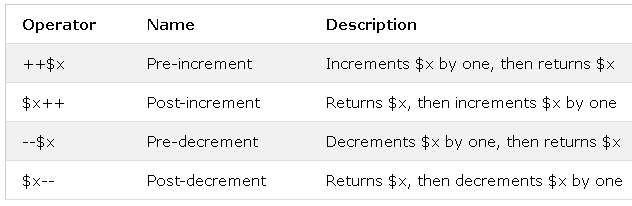 Operator Name Description
++$x Pre-increment Increments $x by one, then returns $x
$x++ Post-increment Returns $x, then increments $x by one
--$x Pre-decrement Decrements $x by one, then returns $x
$x-- Post-decrement Returns $x, then decrements $x by one